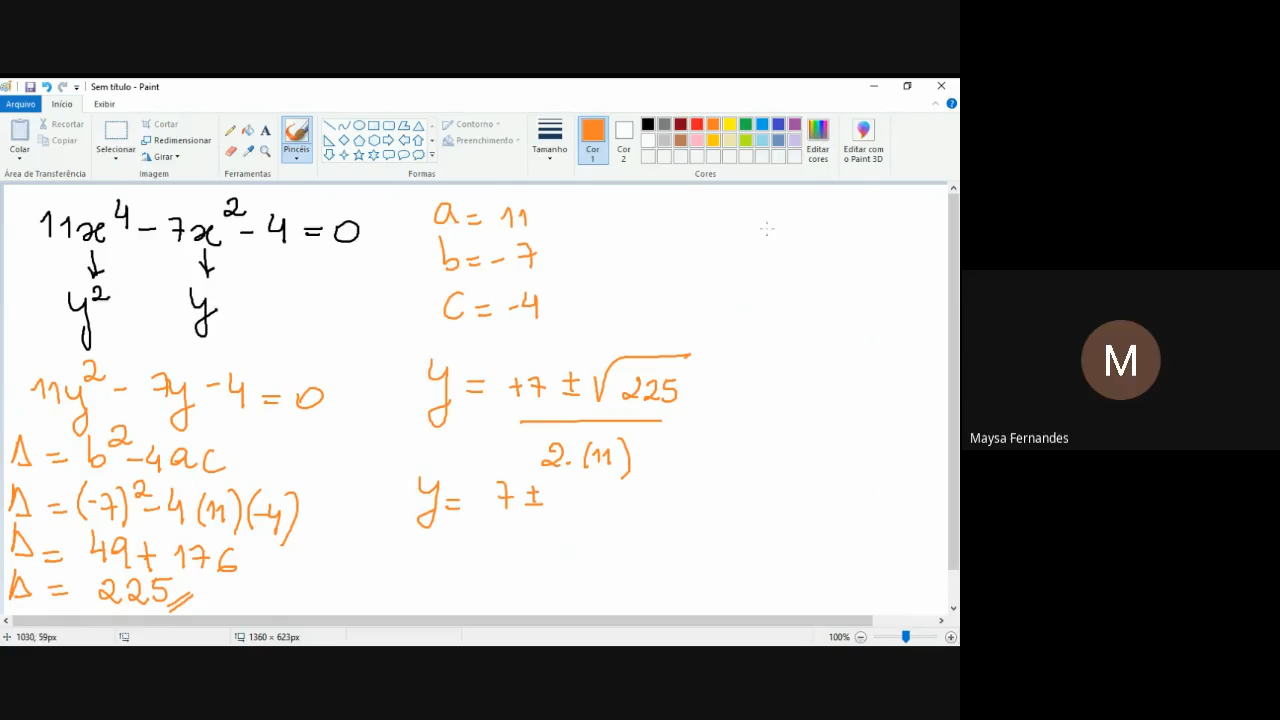 Sem título - Paint
Arquivo Início Exibir
Colar
Recortar
Copiar
Área de Transferência
Selecionar
Cortar
Redimensionar
Girar
Imagem
A
Ferramentas
Pincéis
Contorno
Preenchimento
Formas
Tamanho
Cor 1
Cor 2
Editar cores
Cores
Editar com o Paint 3D
11x⁴ - 7x² - 4 = 0
↓ ↓
y² y
11y² - 7y - 4 = 0
Δ = b² - 4ac
Δ = (-7)² - 4(11)(-4)
Δ = 49 + 176
Δ = 225
a = 11
b = -7
c = -4
y = +7 ± √225
2.(11)
y = 7 ±
M
Maysa Fernandes
1030, 59px
1360 × 623px
100%